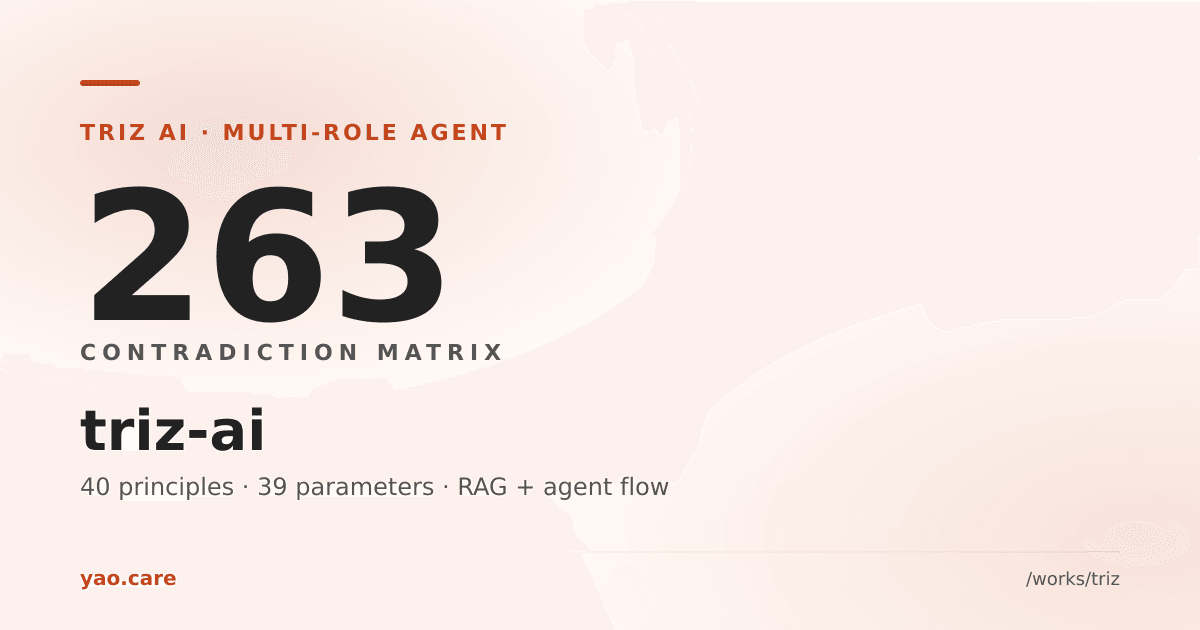 TRIZ AI · MULTI-ROLE AGENT
263
CONTRADICTION MATRIX
triz-ai
40 principles · 39 parameters · RAG + agent flow
yao.care
/works/triz